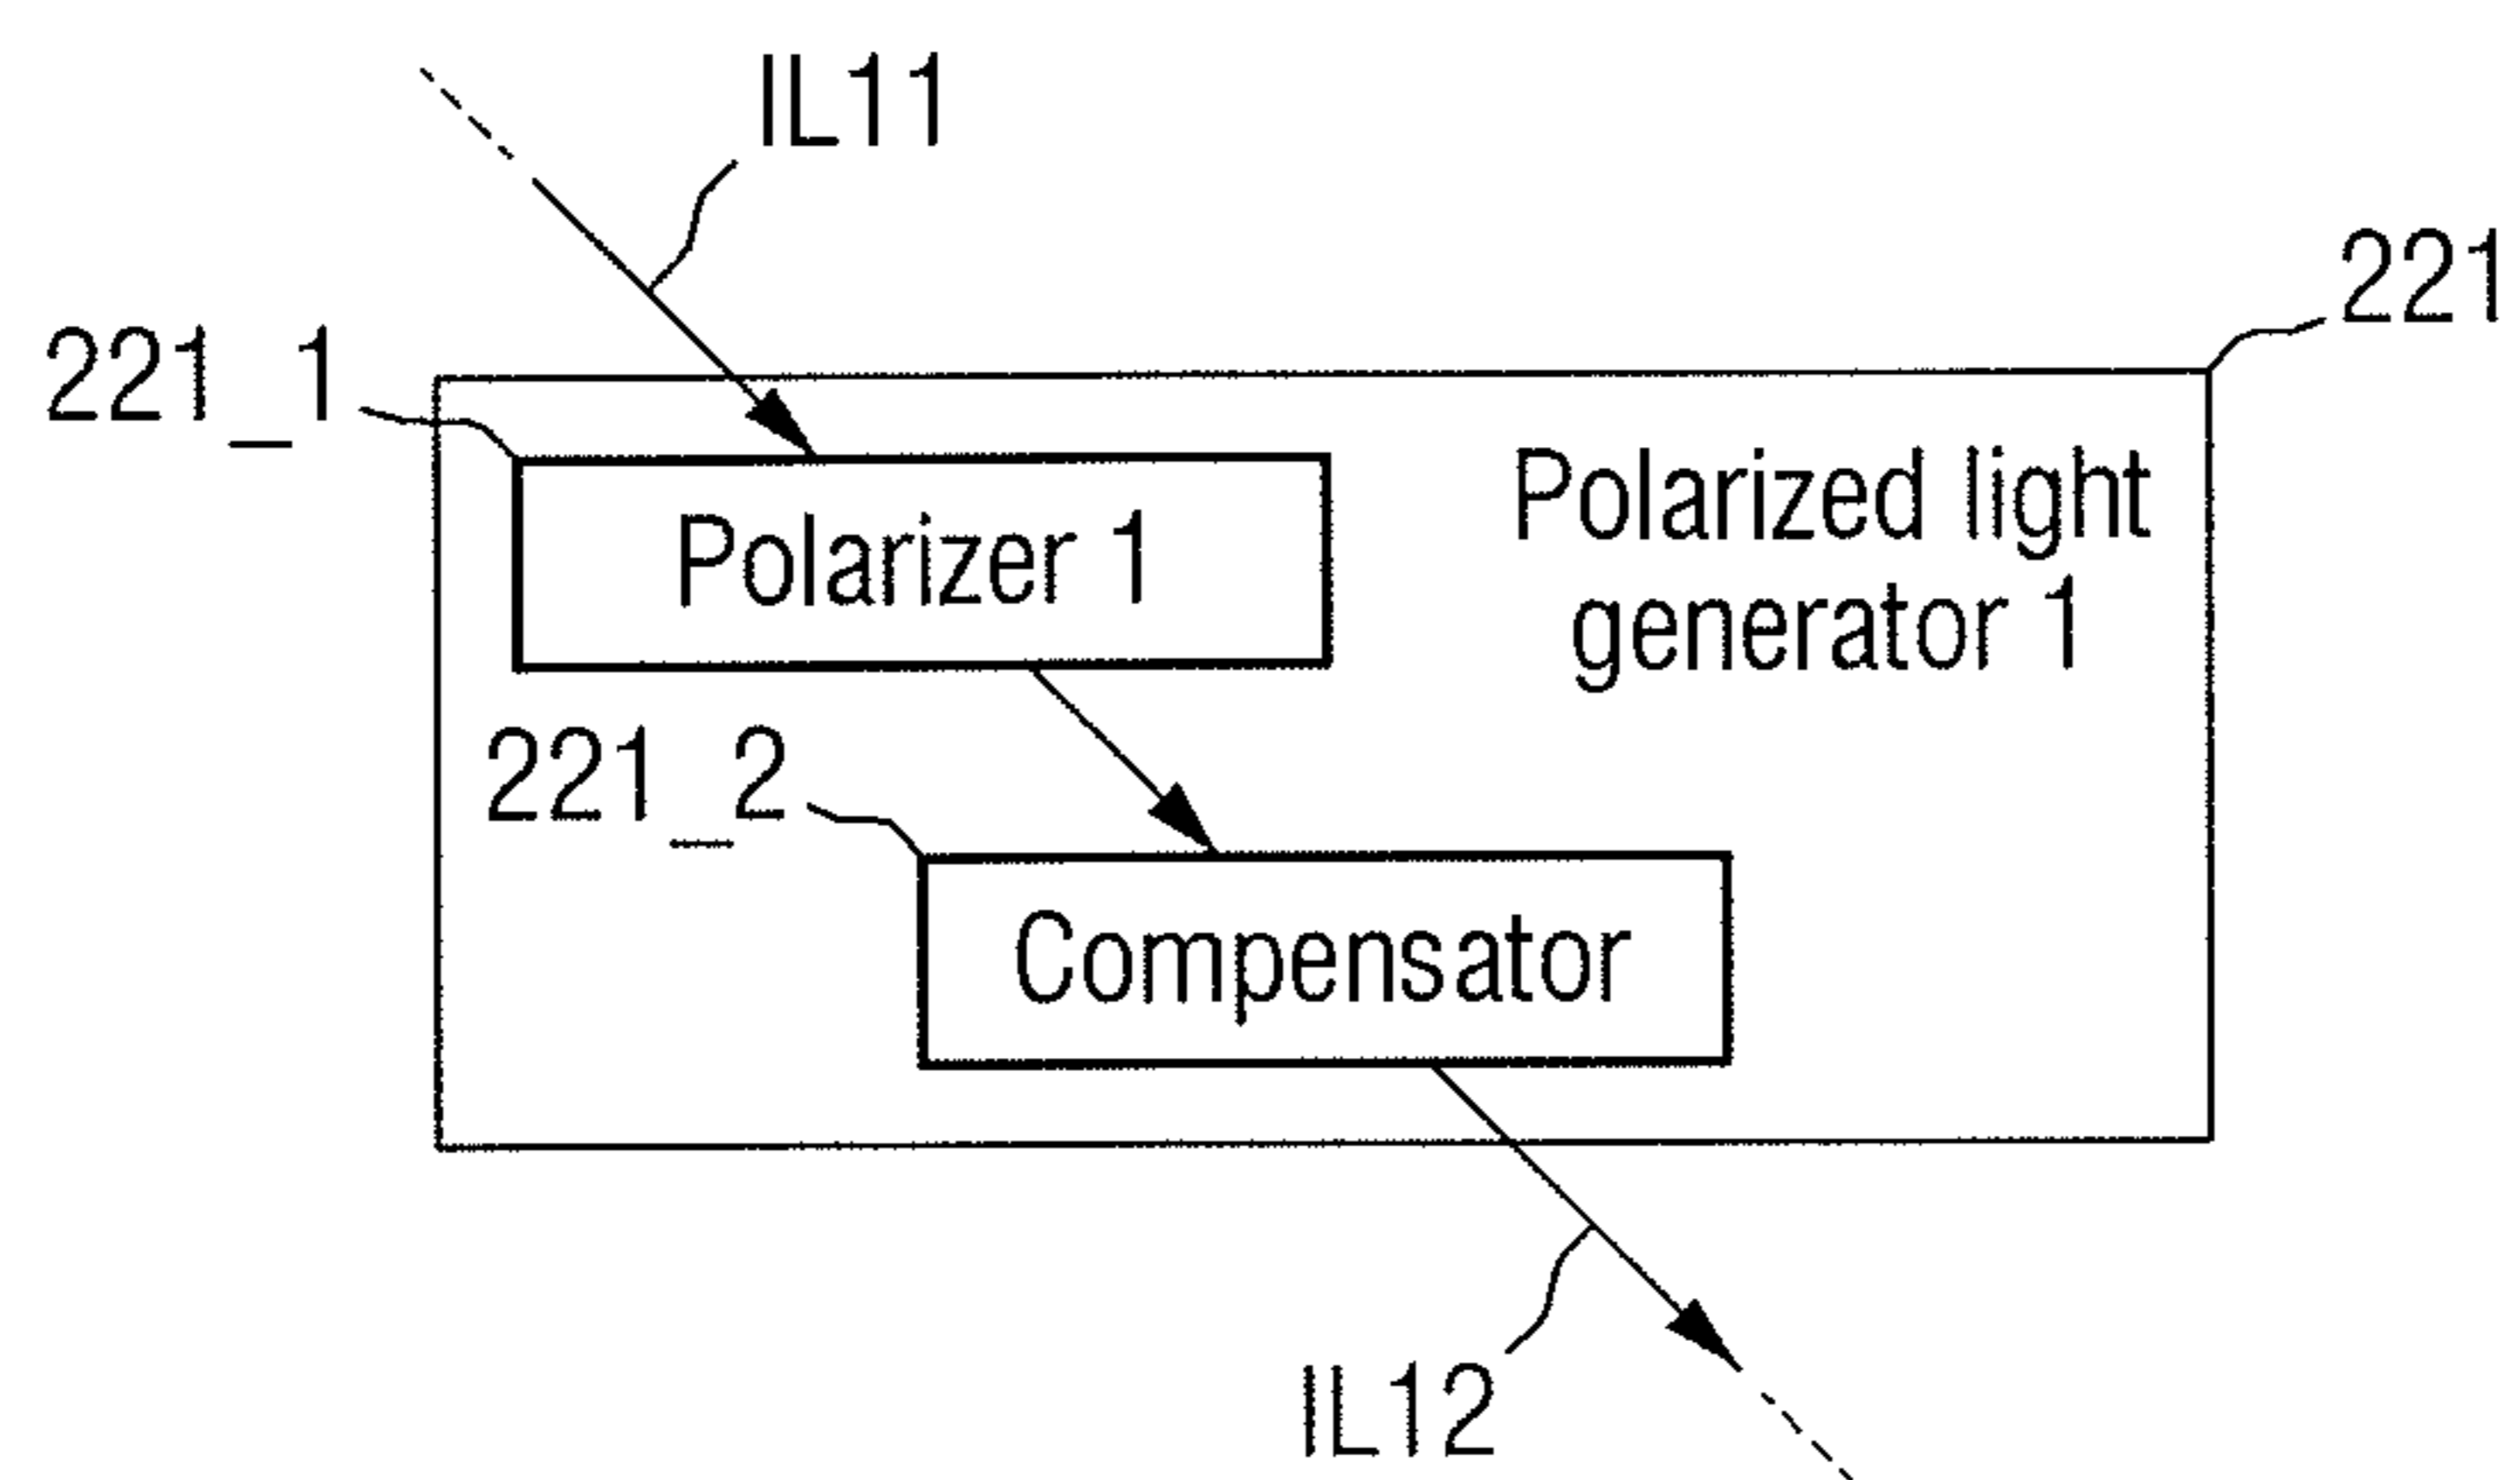 IL11
221
221_1
Polarized light
generator 1
Polarizer 1
221_2
Compensator
IL12